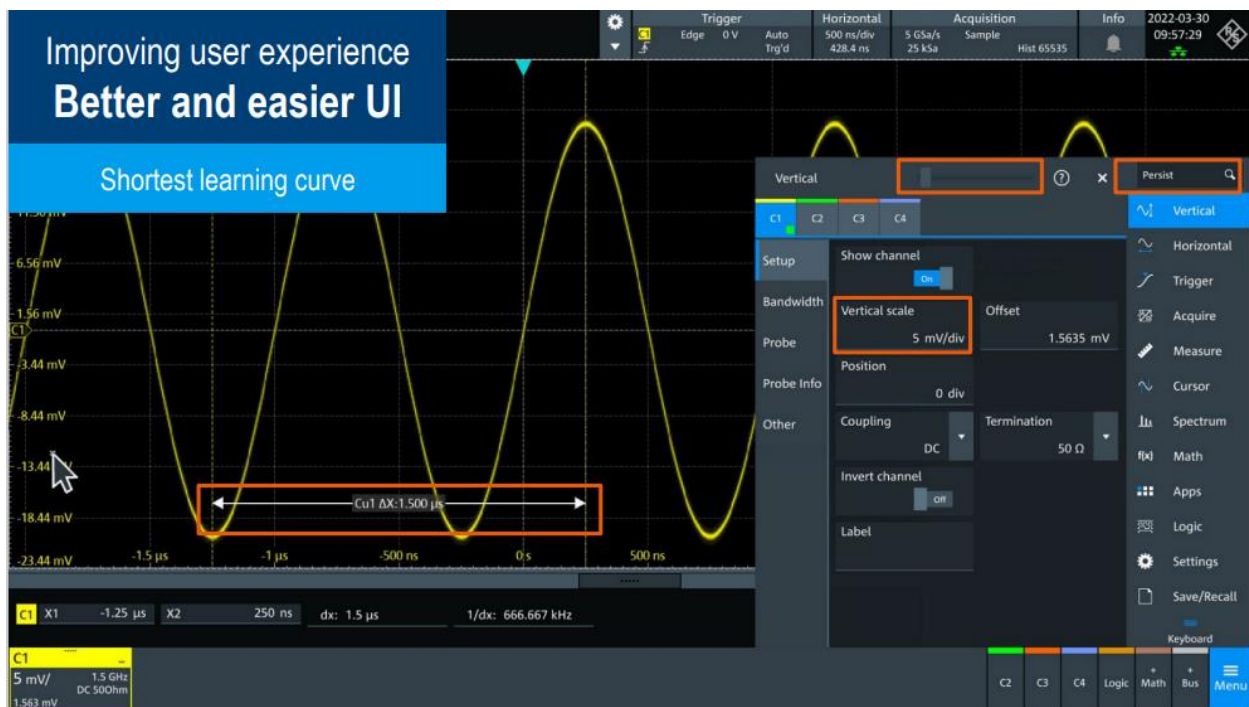 Improving user experience
Better and easier UI
Shortest learning curve
Trigger
C1 Edge 0 V Auto
Trg'd
Horizontal
500 ns/div
428.4 ns
Acquisition
5 GSa/s Sample
25 kSa Hist 65535
Info
2022-03-30
09:57:29
R&S
6.56 mV
1.56 mV
C1
-3.44 mV
-8.44 mV
-13.44
-18.44 mV
-23.44 mV
-1.5 µs -1 µs -500 ns 0 s 500 ns
Cu1 ΔX:1.500 µs
Vertical ? ×
C1 C2 C3 C4
Setup
Bandwidth
Probe
Probe Info
Other
Show channel
On
Vertical scale
5 mV/div
Offset
1.5635 mV
Position
0 div
Coupling
DC
Termination
50 Ω
Invert channel
Off
Label
Persist
Vertical
Horizontal
Trigger
Acquire
Measure
Cursor
Spectrum
f(x) Math
Apps
Logic
Settings
Save/Recall
Keyboard
C1 X1 -1.25 µs X2 250 ns dx: 1.5 µs 1/dx: 666.667 kHz
C1
5 mV/ 1.5 GHz
DC 50Ohm
1.563 mV
C2 C3 C4 Logic + Math + Bus Menu